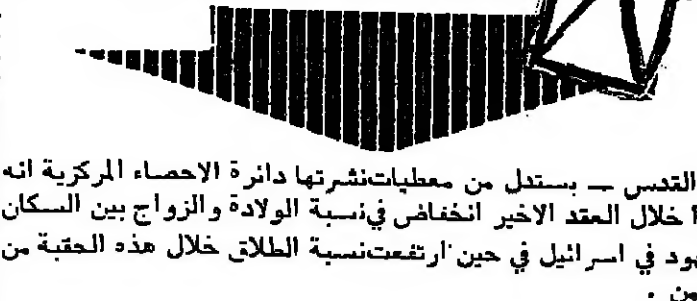 القدس — يستدل من معطيات نشرتها دائرة الاحصاء المركزية انه
خلال العقد الاخير انخفاض في نسبة الولادة والزواج بين السكان
في اسرائيل في حين ارتفعت نسبة الطلاق خلال هذه الحقبة من